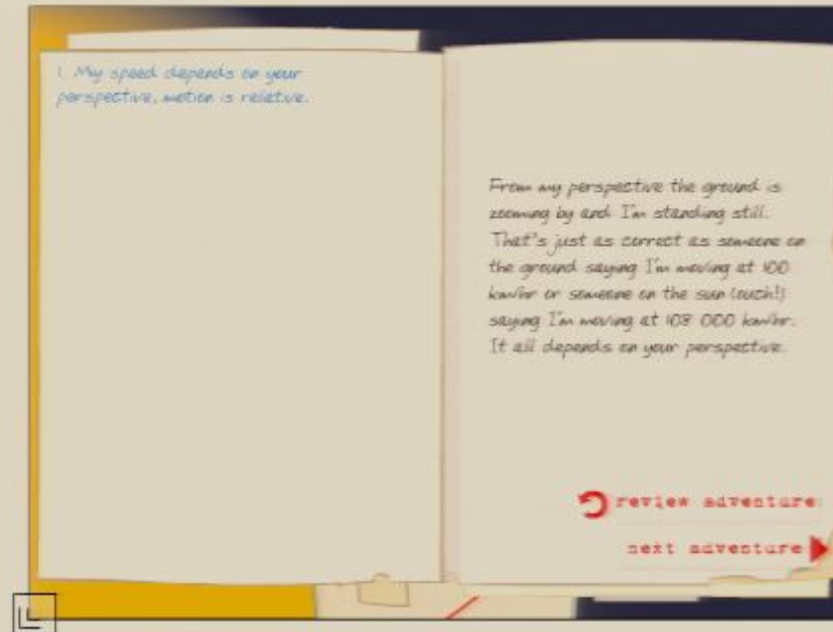 1. My speed depends on your
perspective, motion is relative.
From my perspective the ground is
zooming by and I'm standing still.
That's just as correct as someone on
the ground saying I'm moving at 100
km/hr or someone on the sun (ouch!)
saying I'm moving at 108 000 km/hr.
It all depends on your perspective.
review adventure
next adventure